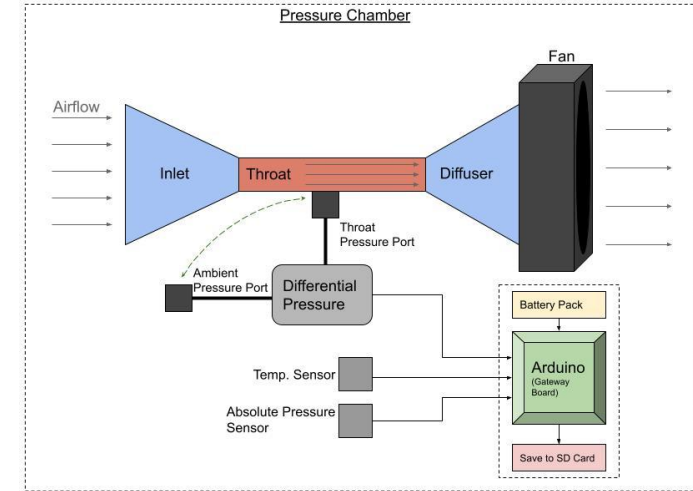 Pressure Chamber
Fan
Airflow
Inlet
Throat
Diffuser
Throat
Pressure Port
Ambient
Pressure Port
Differential
Pressure
Battery Pack
Temp. Sensor
Arduino
(Gateway
Board)
Absolute Pressure
Sensor
Save to SD Card